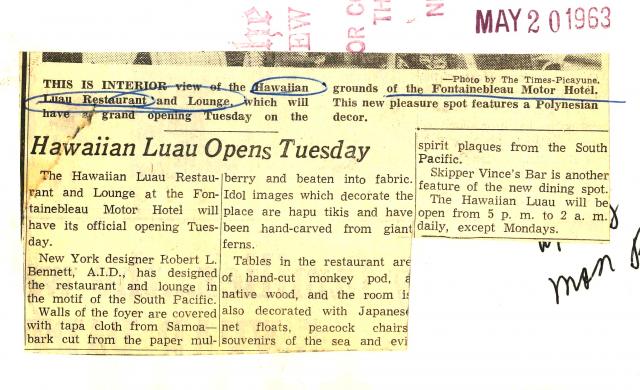 the
EW
OR CO
TH
N
MAY 20 1963
—Photo by The Times-Picayune.
THIS IS INTERIOR view of the Hawaiian
Luau Restaurant and Lounge, which will
have a grand opening Tuesday on the
grounds of the Fontainebleau Motor Hotel.
This new pleasure spot features a Polynesian
decor.
Hawaiian Luau Opens Tuesday
The Hawaiian Luau Restau-
rant and Lounge at the Fon-
tainebleau Motor Hotel will
have its official opening Tues-
day.
New York designer Robert L.
Bennett, A.I.D., has designed
the restaurant and lounge in
the motif of the South Pacific.
Walls of the foyer are covered
with tapa cloth from Samoa—
bark cut from the paper mul-
berry and beaten into fabric.
Idol images which decorate the
place are hapu tikis and have
been hand-carved from giant
ferns.
Tables in the restaurant are
of hand-cut monkey pod, a
native wood, and the room is
also decorated with Japanese
net floats, peacock chairs
souvenirs of the sea and evi
spirit plaques from the South
Pacific.
Skipper Vince's Bar is another
feature of the new dining spot.
The Hawaiian Luau will be
open from 5 p. m. to 2 a. m.
daily, except Mondays.